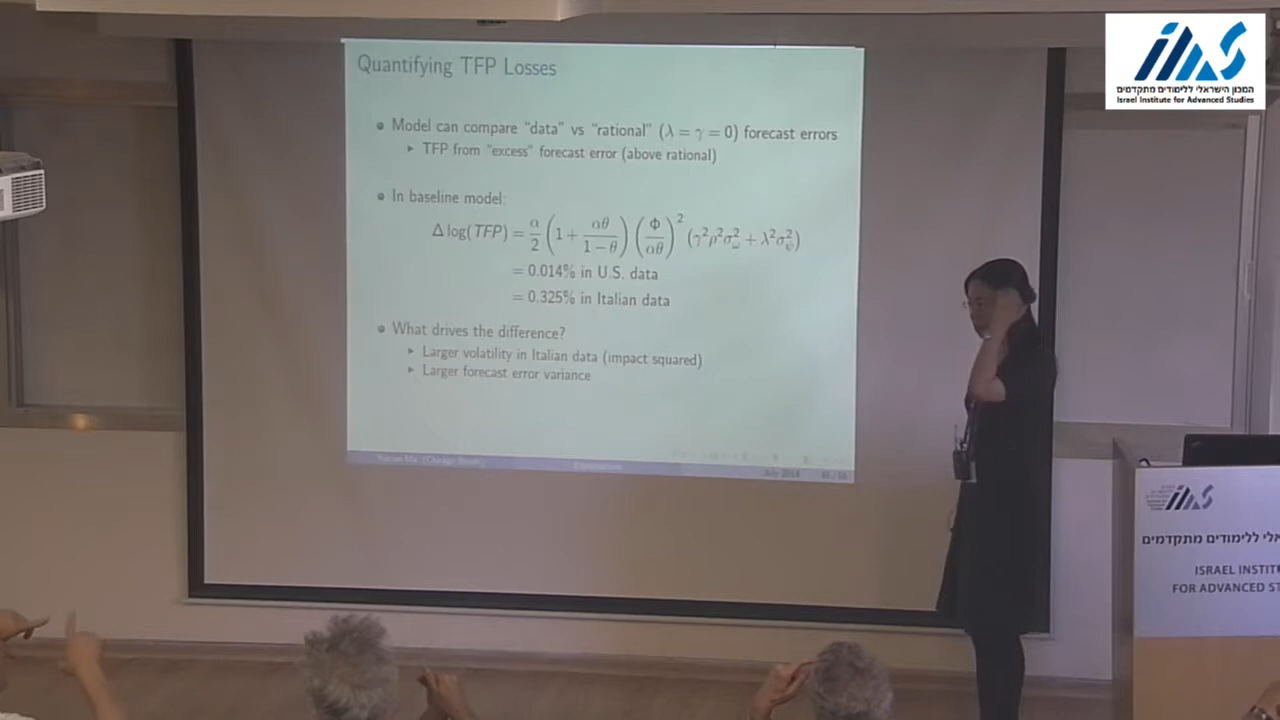 Quantifying TFP Losses
Model can compare "data" vs "rational" (λ = γ = 0) forecast errors
TFP from "excess" forecast error (above rational)
In baseline model:
Δ log(TFP) = α/2 (1 + αθ/(1 − θ)) (Φ/αθ)² (γ²ρ²σ²_ω + λ²σ²_ψ)
= 0.014% in U.S. data
= 0.325% in Italian data
What drives the difference?
Larger volatility in Italian data (impact squared)
Larger forecast error variance
July 2018
המכון הישראלי ללימודים מתקדמים
Israel Institute for Advanced Studies
ללימודים מתקדמים
ISRAEL INSTIT
FOR ADVANCED ST